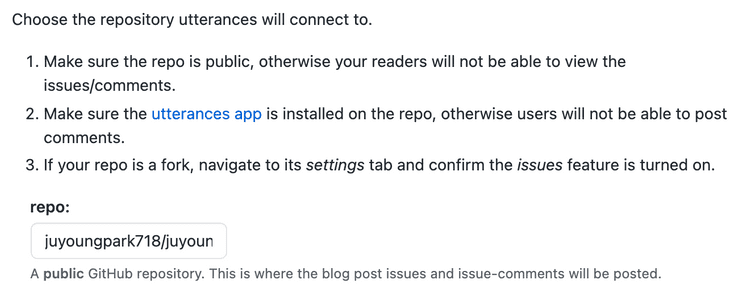 Choose the repository utterances will connect to.
1. Make sure the repo is public, otherwise your readers will not be able to view the
issues/comments.
2. Make sure the utterances app is installed on the repo, otherwise users will not be able to post
comments.
3. If your repo is a fork, navigate to its settings tab and confirm the issues feature is turned on.
repo:
juyoungpark718/juyoun
A public GitHub repository. This is where the blog post issues and issue-comments will be posted.